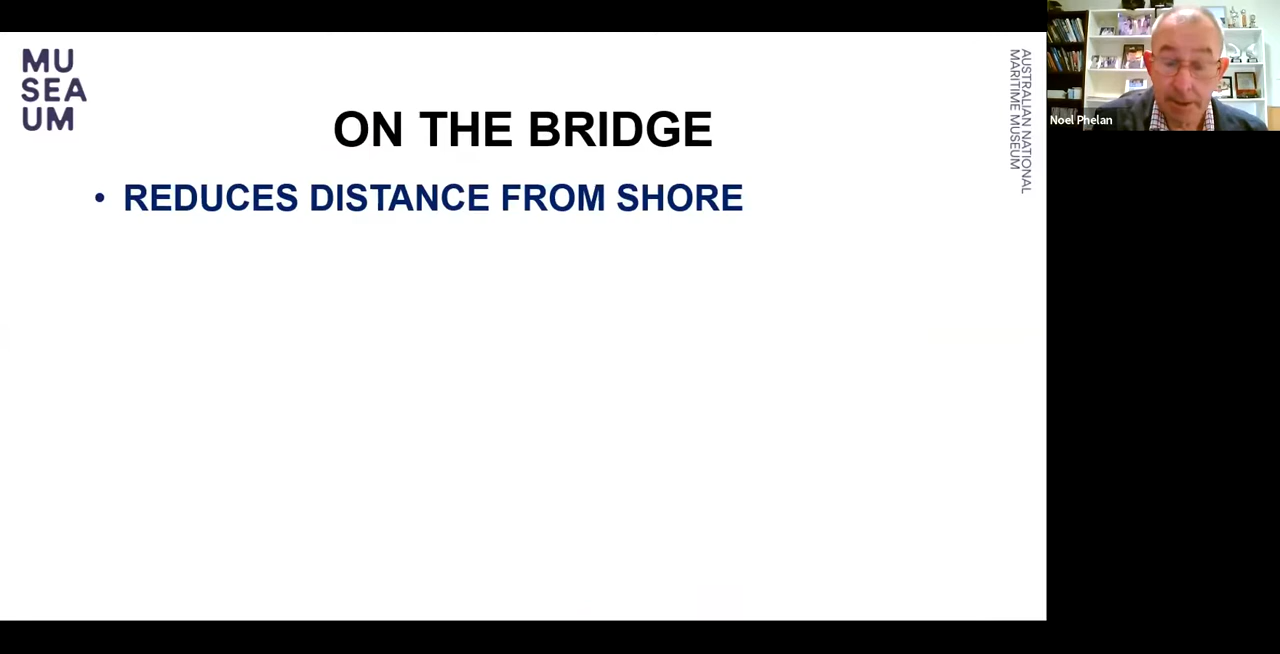 MU
SEA
UM
ON THE BRIDGE
• REDUCES DISTANCE FROM SHORE
AUSTRALIAN NATIONAL
MARITIME MUSEUM
Noel Phelan